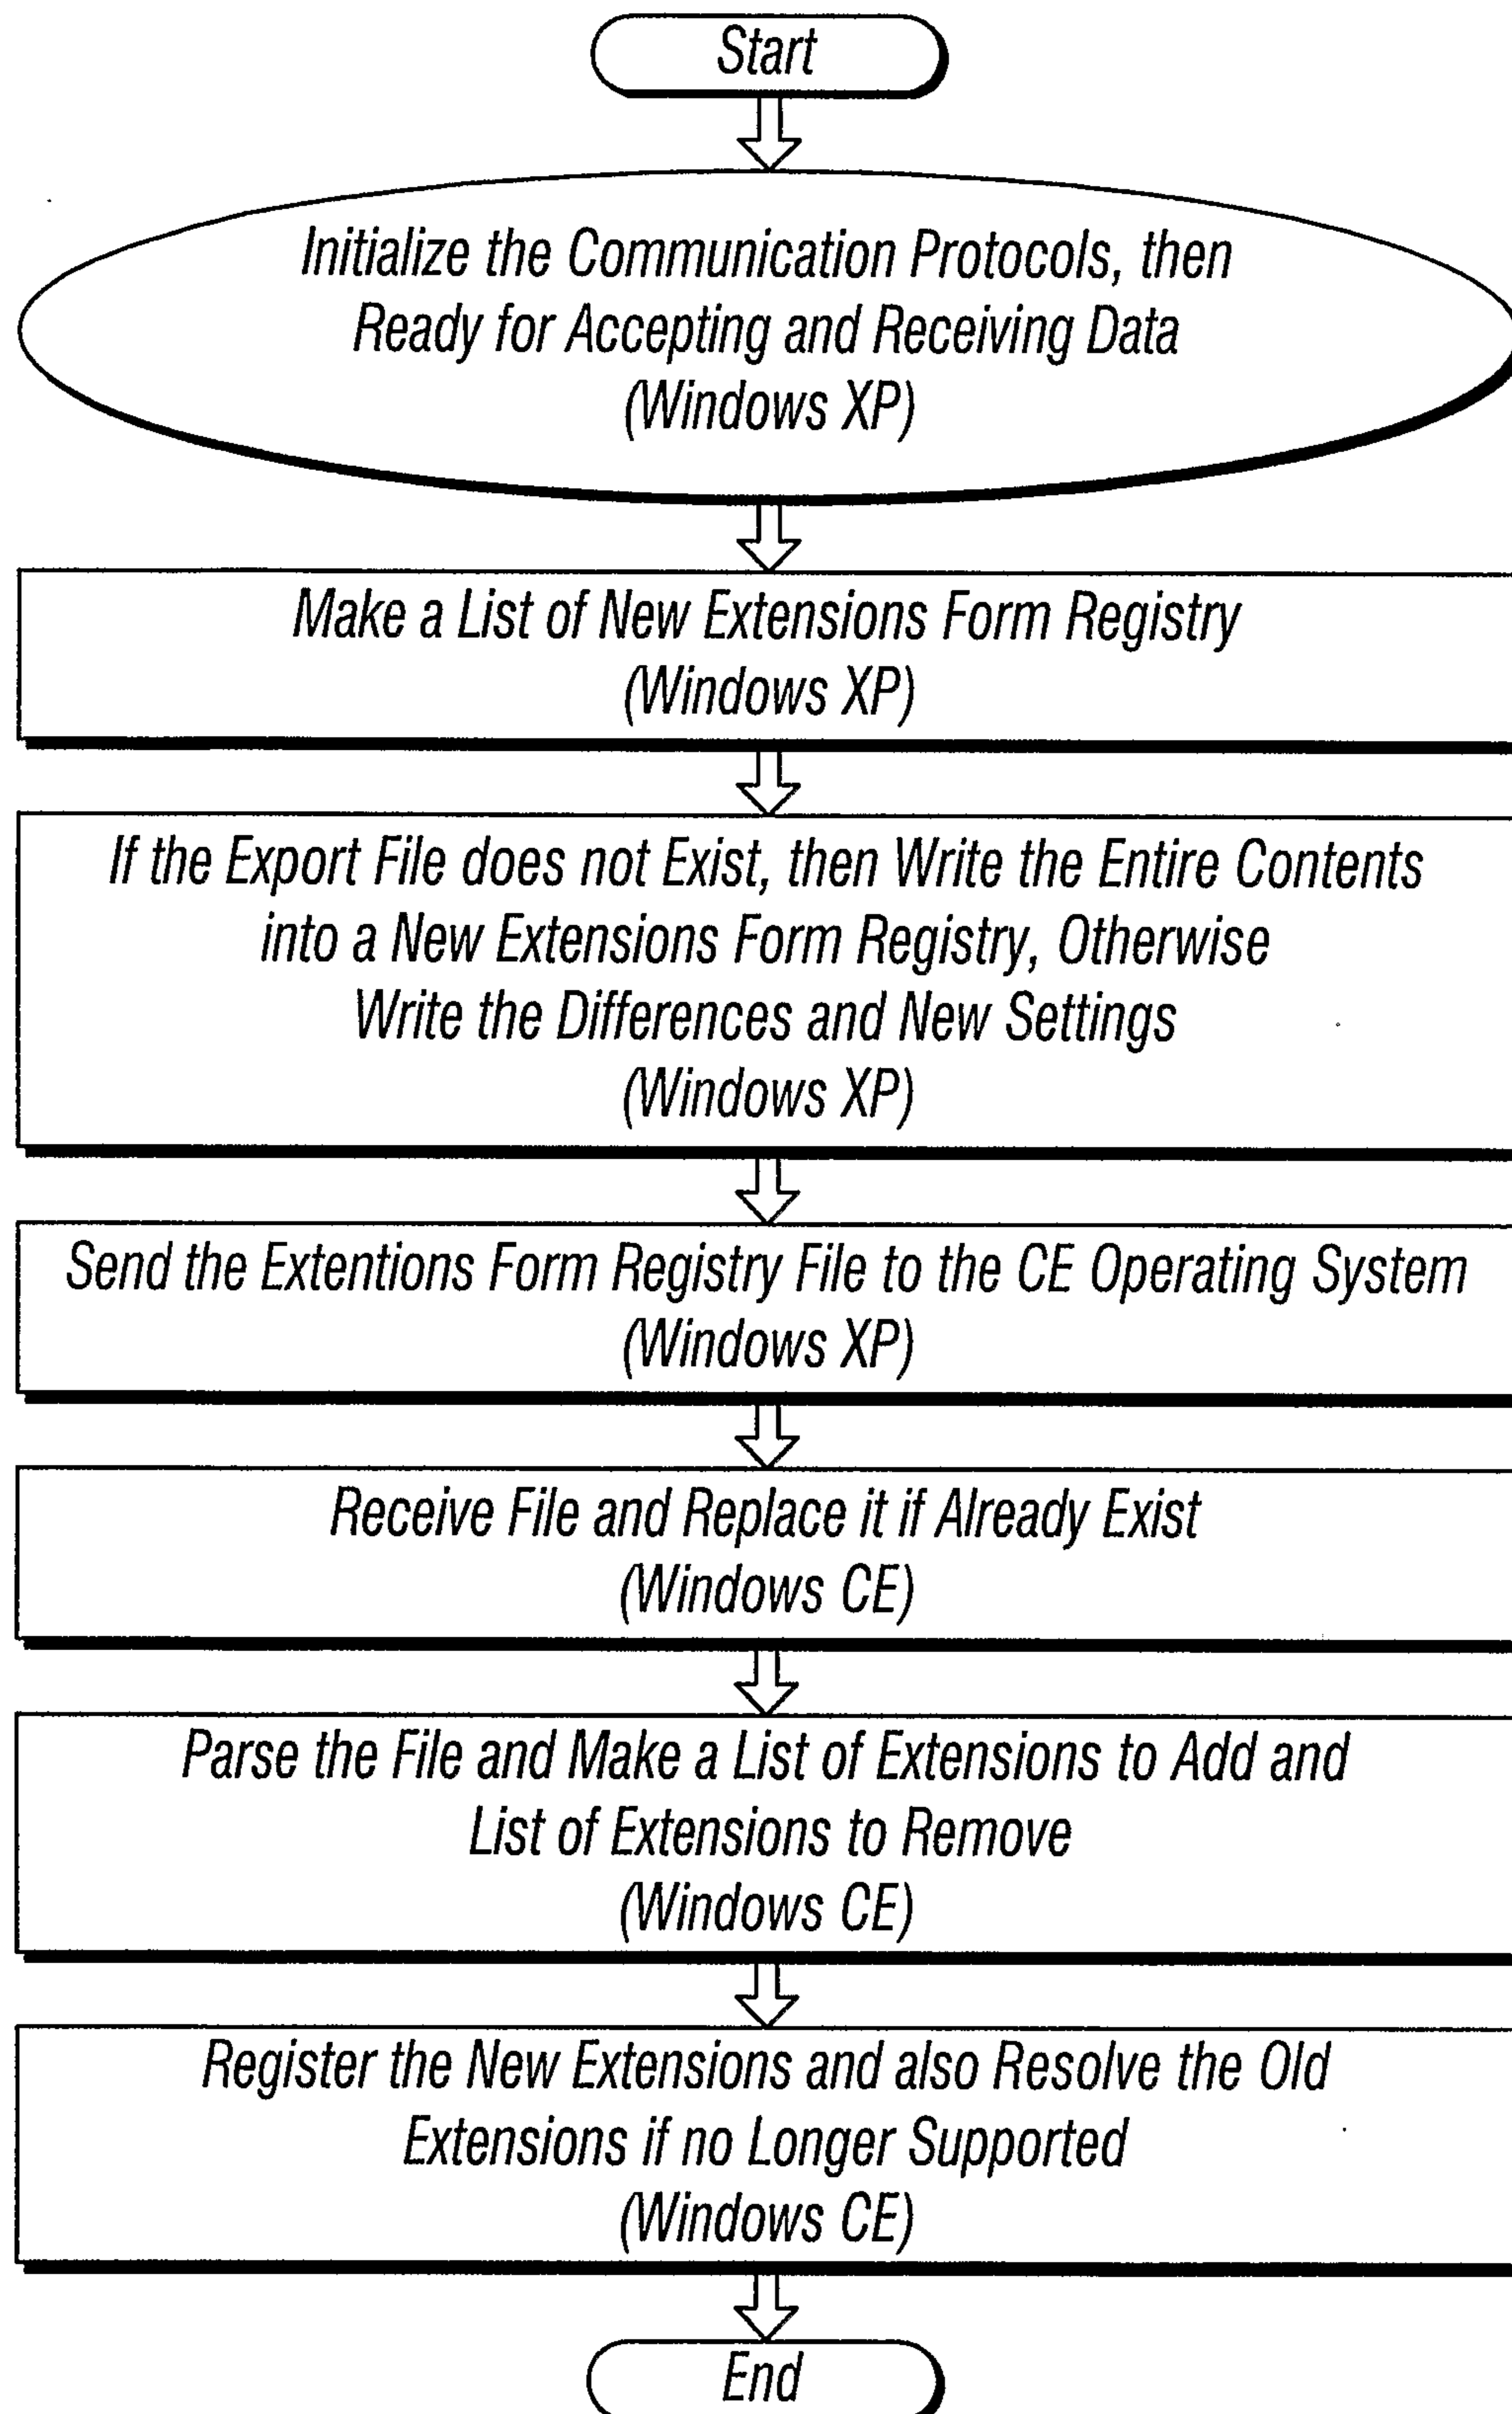 Start
Initialize the Communication Protocols, then
Ready for Accepting and Receiving Data
(Windows XP)
Make a List of New Extensions Form Registry
(Windows XP)
If the Export File does not Exist, then Write the Entire Contents
into a New Extensions Form Registry, Otherwise
Write the Differences and New Settings
(Windows XP)
Send the Extentions Form Registry File to the CE Operating System
(Windows XP)
Receive File and Replace it if Already Exist
(Windows CE)
Parse the File and Make a List of Extensions to Add and
List of Extensions to Remove
(Windows CE)
Register the New Extensions and also Resolve the Old
Extensions if no Longer Supported
(Windows CE)
End